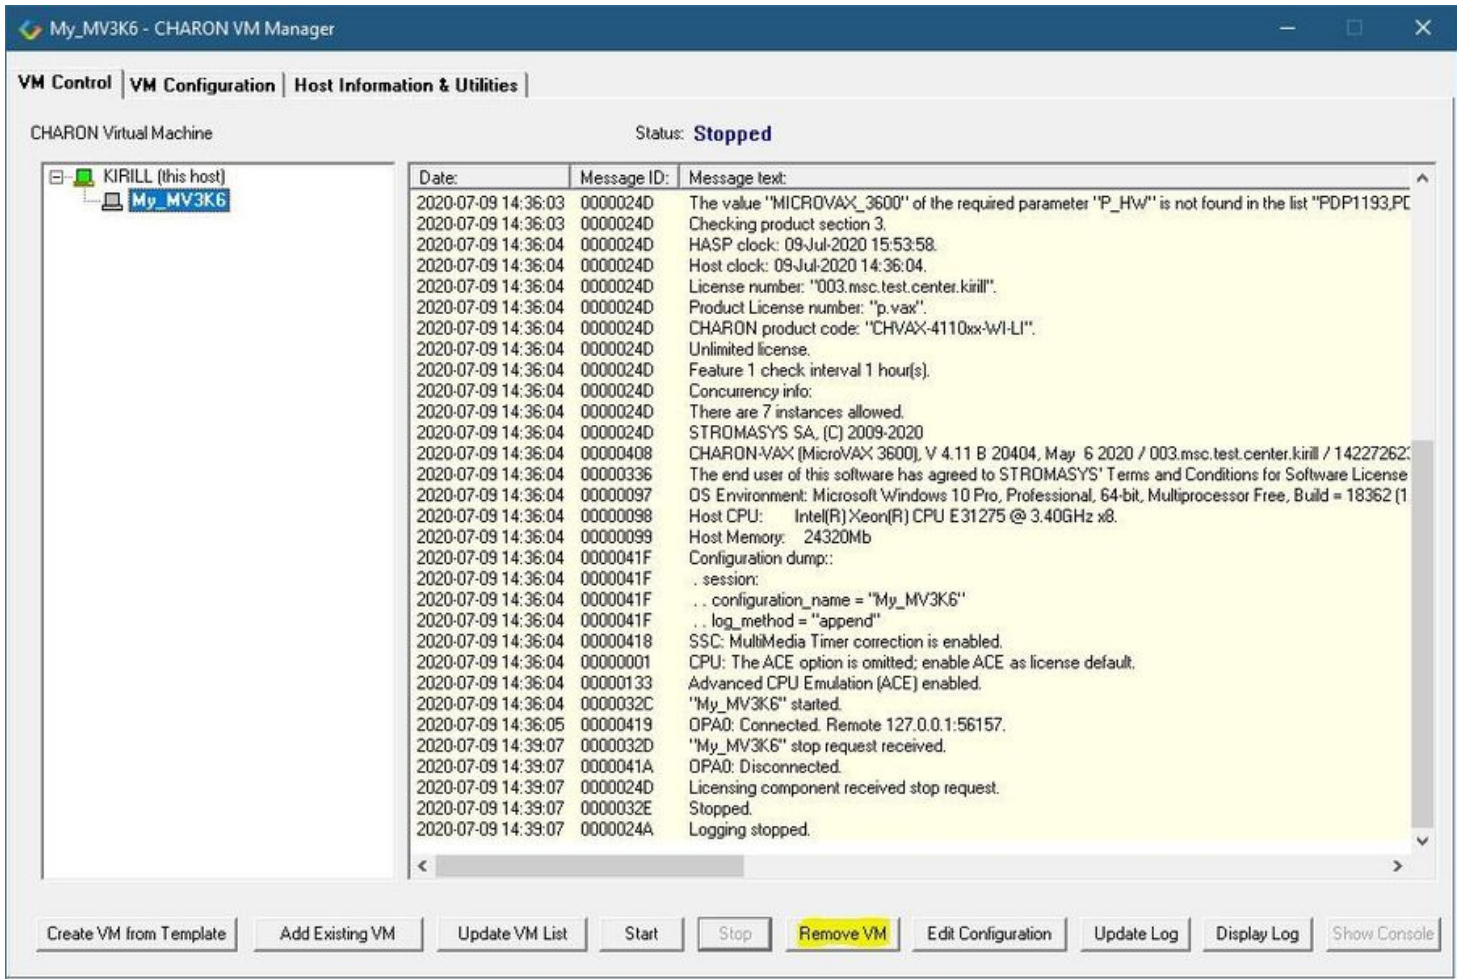 My_MV3K6 - CHARON VM Manager
VM Control VM Configuration Host Information & Utilities
CHARON Virtual Machine Status: Stopped
KIRILL (this host)
My_MV3K6
Date: Message ID: Message text:
2020-07-09 14:36:03 0000024D The value "MICROVAX_3600" of the required parameter "P_HW" is not found in the list "PDP1193,PD
2020-07-09 14:36:03 0000024D Checking product section 3.
2020-07-09 14:36:04 0000024D HASP clock: 09-Jul-2020 15:53:58.
2020-07-09 14:36:04 0000024D Host clock: 09-Jul-2020 14:36:04.
2020-07-09 14:36:04 0000024D License number: "003.msc.test.center.kirill".
2020-07-09 14:36:04 0000024D Product License number: "p.vax".
2020-07-09 14:36:04 0000024D CHARON product code: "CHVAX-4110xx-WI-LI".
2020-07-09 14:36:04 0000024D Unlimited license.
2020-07-09 14:36:04 0000024D Feature 1 check interval 1 hour(s).
2020-07-09 14:36:04 0000024D Concurrency info:
2020-07-09 14:36:04 0000024D There are 7 instances allowed.
2020-07-09 14:36:04 0000024D STROMASYS SA, (C) 2009-2020
2020-07-09 14:36:04 00000408 CHARON-VAX (MicroVAX 3600), V 4.11 B 20404, May 6 2020 / 003.msc.test.center.kirill / 142272623
2020-07-09 14:36:04 00000336 The end user of this software has agreed to STROMASYS' Terms and Conditions for Software License
2020-07-09 14:36:04 00000097 OS Environment: Microsoft Windows 10 Pro, Professional, 64-bit, Multiprocessor Free, Build = 18362 (1
2020-07-09 14:36:04 00000098 Host CPU: Intel(R) Xeon(R) CPU E31275 @ 3.40GHz x8.
2020-07-09 14:36:04 00000099 Host Memory: 24320Mb
2020-07-09 14:36:04 0000041F Configuration dump::
2020-07-09 14:36:04 0000041F . session:
2020-07-09 14:36:04 0000041F . . configuration_name = "My_MV3K6"
2020-07-09 14:36:04 0000041F . . log_method = "append"
2020-07-09 14:36:04 00000418 SSC: MultiMedia Timer correction is enabled.
2020-07-09 14:36:04 00000001 CPU: The ACE option is omitted; enable ACE as license default.
2020-07-09 14:36:04 00000133 Advanced CPU Emulation (ACE) enabled.
2020-07-09 14:36:04 0000032C "My_MV3K6" started.
2020-07-09 14:36:05 00000419 OPA0: Connected. Remote 127.0.0.1:56157.
2020-07-09 14:39:07 0000032D "My_MV3K6" stop request received.
2020-07-09 14:39:07 0000041A OPA0: Disconnected.
2020-07-09 14:39:07 0000024D Licensing component received stop request.
2020-07-09 14:39:07 0000032E Stopped.
2020-07-09 14:39:07 0000024A Logging stopped.
Create VM from Template Add Existing VM Update VM List Start Stop Remove VM Edit Configuration Update Log Display Log Show Console